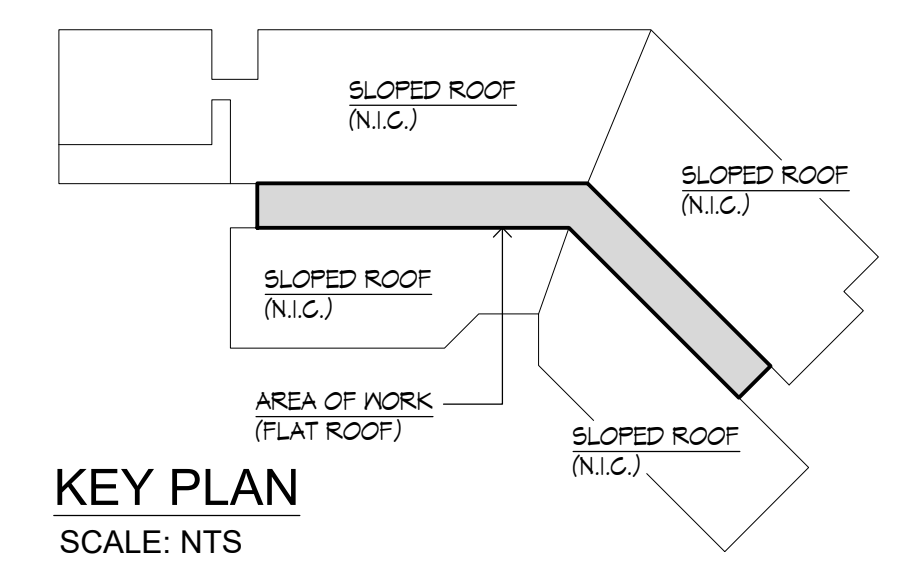 SLOPED ROOF
(N.I.C.)
SLOPED ROOF
(N.I.C.)
SLOPED ROOF
(N.I.C.)
AREA OF WORK
(FLAT ROOF)
SLOPED ROOF
(N.I.C.)
KEY PLAN
SCALE: NTS